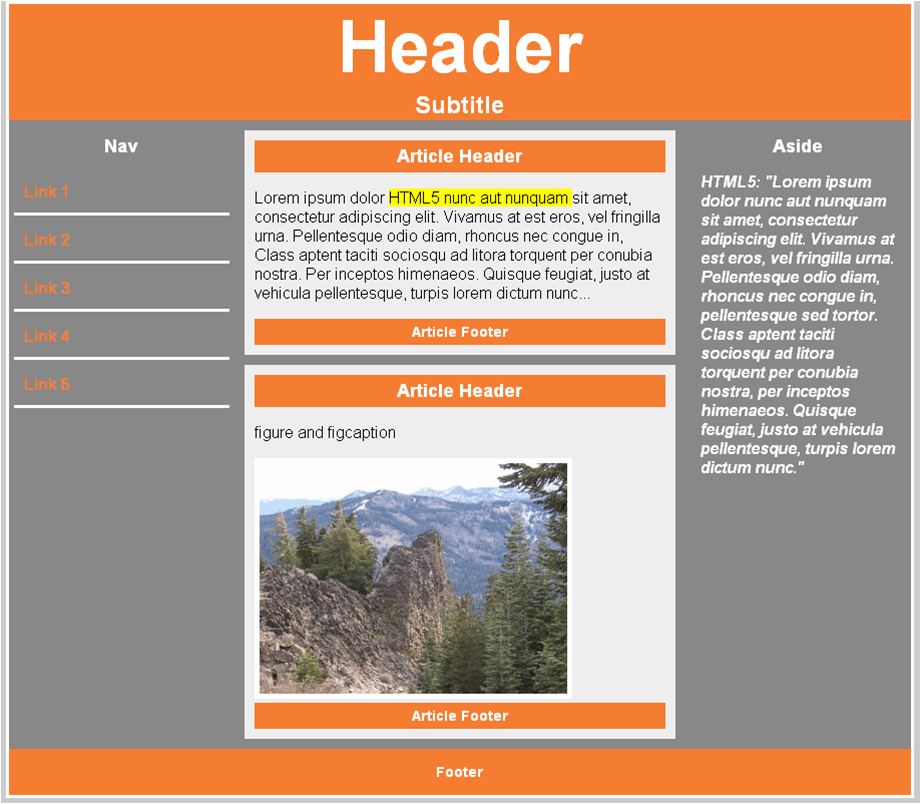 Header
Subtitle
Nav
Link 1
Link 2
Link 3
Link 4
Link 5
Article Header
Lorem ipsum dolor HTML5 nunc aut nunquam sit amet,
consectetur adipiscing elit. Vivamus at est eros, vel fringilla
urna. Pellentesque odio diam, rhoncus nec congue in,
Class aptent taciti sociosqu ad litora torquent per conubia
nostra. Per inceptos himenaeos. Quisque feugiat, justo at
vehicula pellentesque, turpis lorem dictum nunc...
Article Footer
Article Header
figure and figcaption
Article Footer
Aside
HTML5: "Lorem ipsum
dolor nunc aut nunquam
sit amet, consectetur
adipiscing elit. Vivamus at
est eros, vel fringilla urna.
Pellentesque odio diam,
rhoncus nec congue in,
pellentesque sed tortor.
Class aptent taciti
sociosqu ad litora
torquent per conubia
nostra, per inceptos
himenaeos. Quisque
feugiat, justo at vehicula
pellentesque, turpis lorem
dictum nunc."
Footer